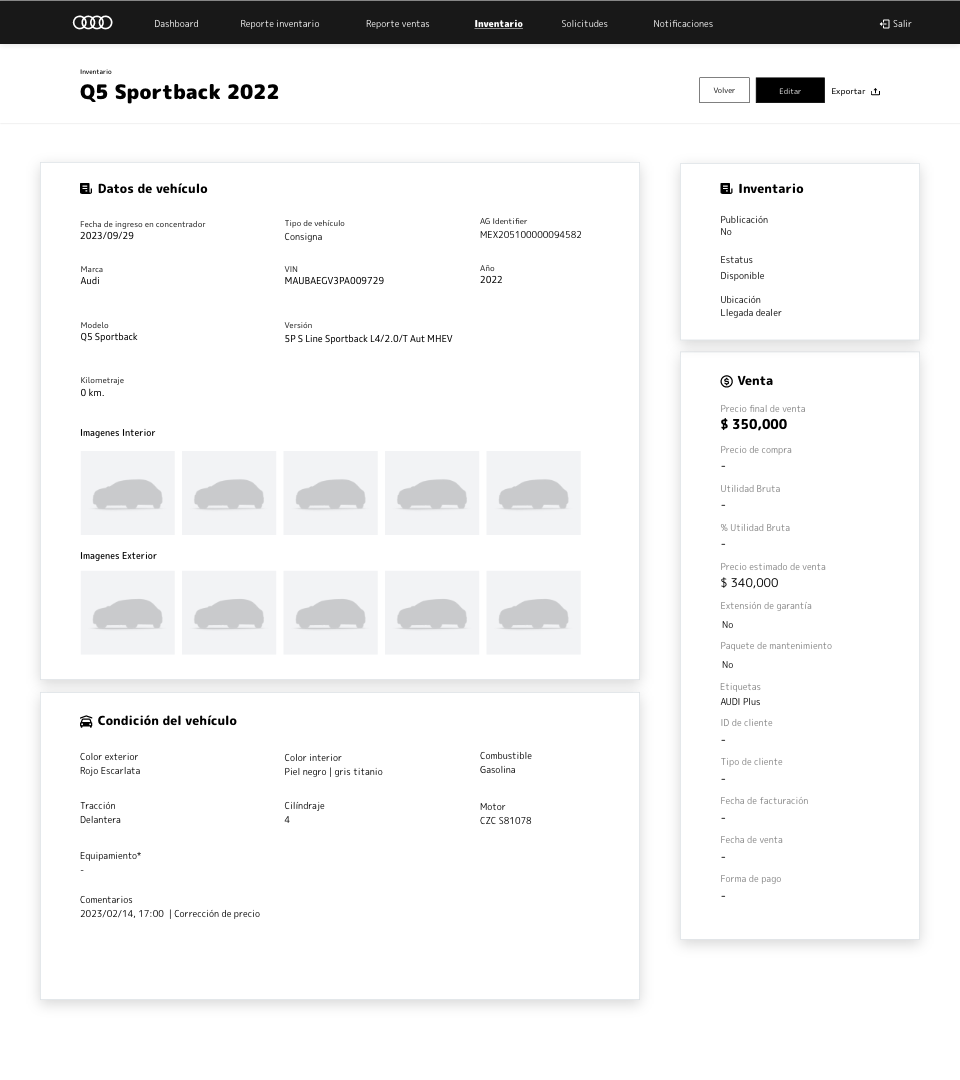 Dashboard
Reporte inventario
Reporte ventas
Inventario
Solicitudes
Notificaciones
Salir
Inventario
Q5 Sportback 2022
Volver
Editar
Exportar
Datos de vehículo
Fecha de ingreso en concentrador
2023/09/29
Tipo de vehículo
Consigna
AG Identifier
MEX205100000094582
Marca
Audi
VIN
MAUBAEGV3PA009729
Año
2022
Modelo
Q5 Sportback
Versión
5P S Line Sportback L4/2.0/T Aut MHEV
Kilometraje
0 km.
Imagenes Interior
Imagenes Exterior
Condición del vehículo
Color exterior
Rojo Escarlata
Color interior
Piel negro | gris titanio
Combustible
Gasolina
Tracción
Delantera
Cilíndraje
4
Motor
CZC S81078
Equipamiento*
-
Comentarios
2023/02/14, 17:00 | Corrección de precio
Inventario
Publicación
No
Estatus
Disponible
Ubicación
Llegada dealer
Venta
Precio final de venta
$ 350,000
Precio de compra
-
Utilidad Bruta
-
% Utilidad Bruta
-
Precio estimado de venta
$ 340,000
Extensión de garantía
No
Paquete de mantenimiento
No
Etiquetas
AUDI Plus
ID de cliente
-
Tipo de cliente
-
Fecha de facturación
-
Fecha de venta
-
Forma de pago
-